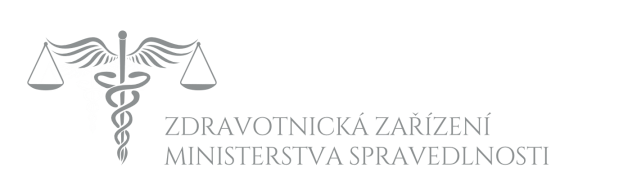 ZDRAVOTNICKÁ ZAŘÍZENÍ
MINISTERSTVA SPRAVEDLNOSTI